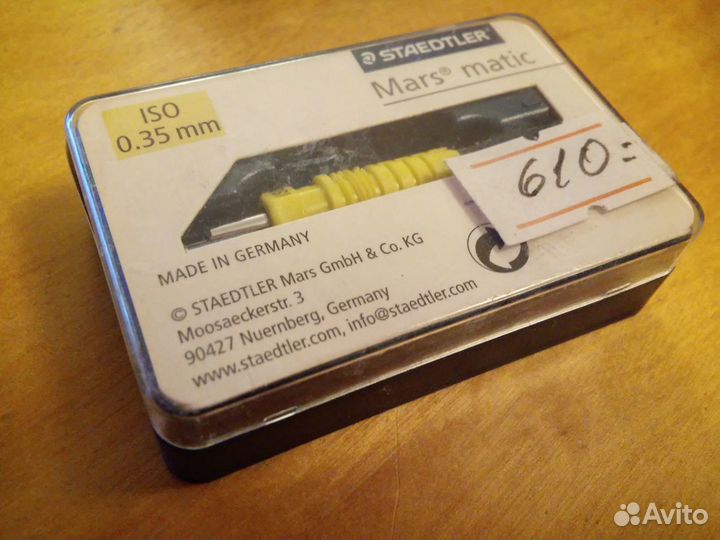 STAEDTLER
Mars® matic
ISO
0.35 mm
610=
MADE IN GERMANY
© STAEDTLER Mars GmbH & Co. KG
Moosaeckerstr. 3
90427 Nuernberg, Germany
www.staedtler.com, info@staedtler.com
Avito